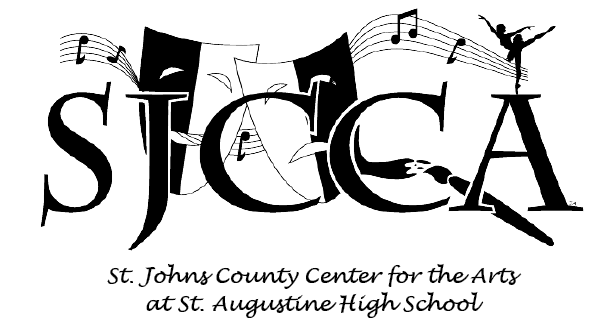 SJCCA
St. Johns County Center for the Arts
at St. Augustine High School